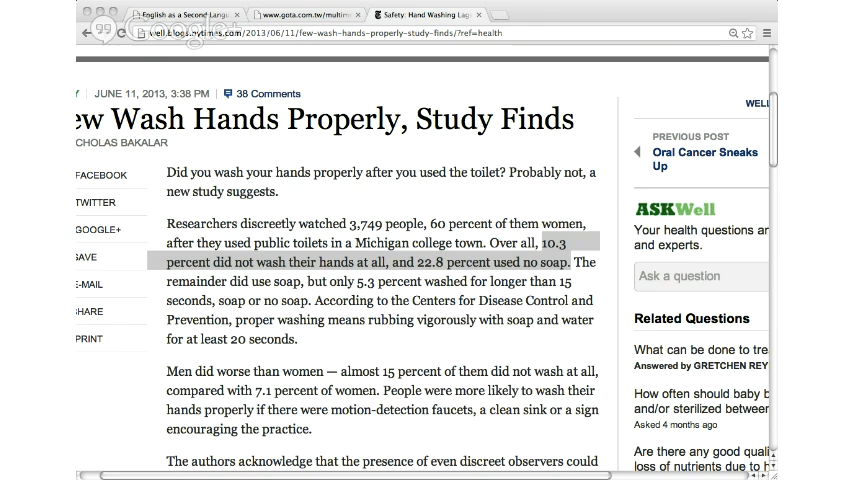 English as a Second Langu
www.gota.com.tw/multim
Safety: Hand Washing Lags
Google+
well.blogs.nytimes.com/2013/06/11/few-wash-hands-properly-study-finds/?ref=health
JUNE 11, 2013, 3:38 PM
38 Comments
ew Wash Hands Properly, Study Finds
CHOLAS BAKALAR
FACEBOOK
TWITTER
GOOGLE+
SAVE
E-MAIL
SHARE
PRINT
Did you wash your hands properly after you used the toilet? Probably not, a
new study suggests.
Researchers discreetly watched 3,749 people, 60 percent of them women,
after they used public toilets in a Michigan college town. Over all, 10.3
percent did not wash their hands at all, and 22.8 percent used no soap. The
remainder did use soap, but only 5.3 percent washed for longer than 15
seconds, soap or no soap. According to the Centers for Disease Control and
Prevention, proper washing means rubbing vigorously with soap and water
for at least 20 seconds.
Men did worse than women — almost 15 percent of them did not wash at all,
compared with 7.1 percent of women. People were more likely to wash their
hands properly if there were motion-detection faucets, a clean sink or a sign
encouraging the practice.
The authors acknowledge that the presence of even discreet observers could
WELL
PREVIOUS POST
Oral Cancer Sneaks
Up
ASKWell
Your health questions an
and experts.
Ask a question
Related Questions
What can be done to trea
Answered by GRETCHEN REY
How often should baby b
and/or sterilized between
Asked 4 months ago
Are there any good quali
loss of nutrients due to h